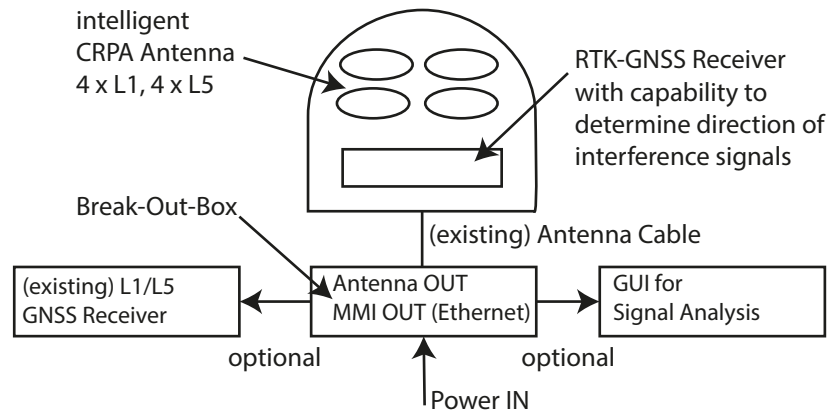 intelligent
CRPA Antenna
4 x L1, 4 x L5
RTK-GNSS Receiver
with capability to
determine direction of
interference signals
Break-Out-Box
(existing) Antenna Cable
(existing) L1/L5
GNSS Receiver
Antenna OUT
MMI OUT (Ethernet)
GUI for
Signal Analysis
optional
optional
Power IN